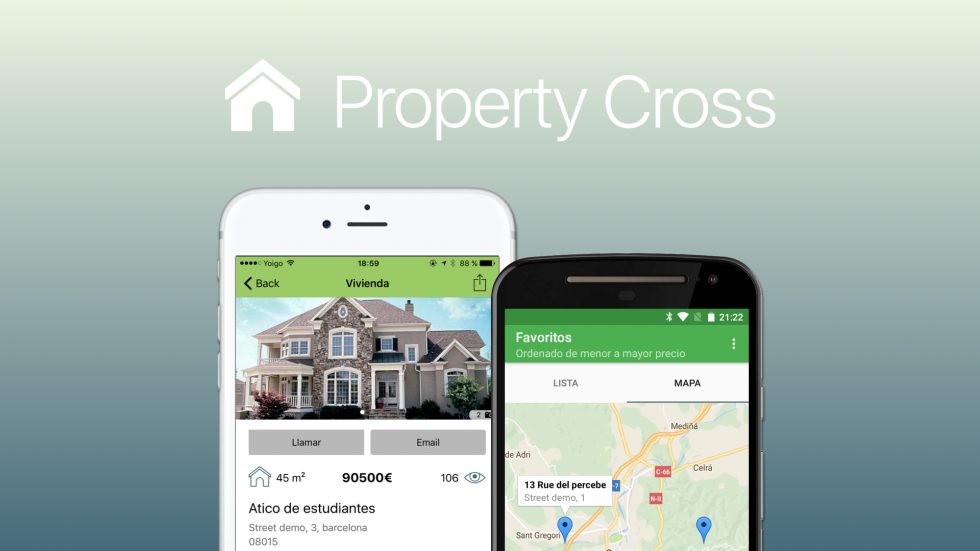 Property Cross
Yoigo 18:59 88 %
Back Vivienda
2
Llamar Email
45 m² 90500€ 106
Atico de estudiantes
Street demo, 3, barcelona
08015
21:22
Favoritos
Ordenado de menor a mayor precio
LISTA MAPA
Mediñá
de Adri
C-66
Celrá
13 Rue del percebe
Street demo, 1
-7
N-II
Sant Gregori